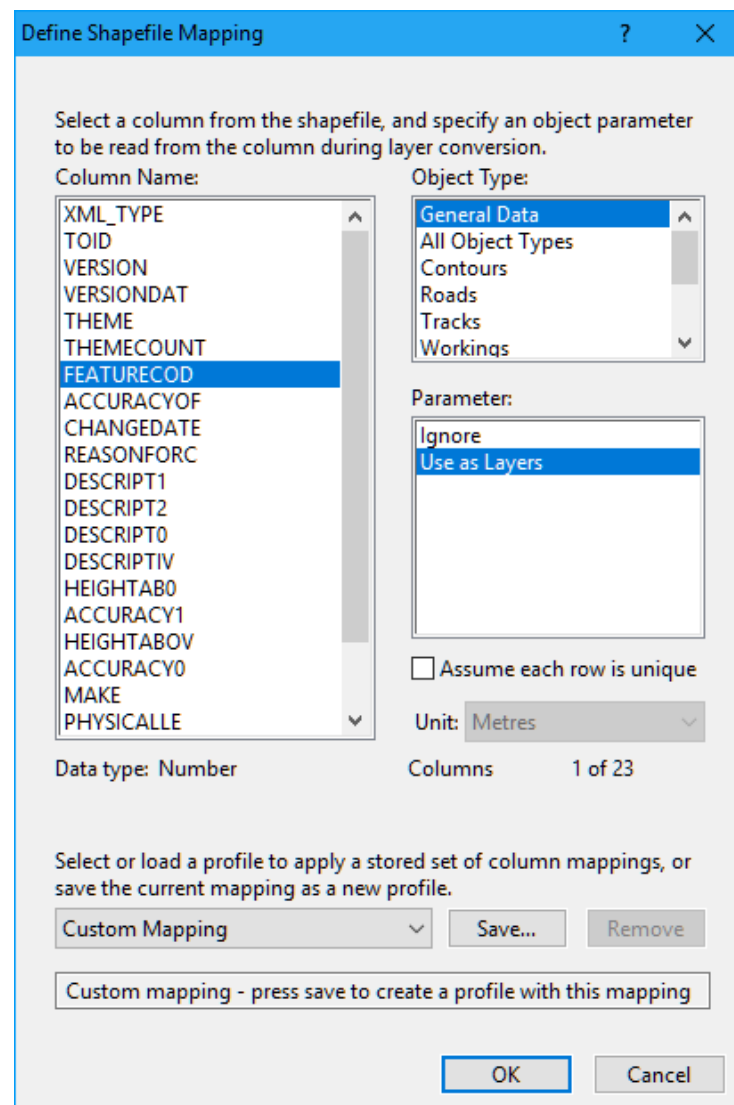 Define Shapefile Mapping
?
Select a column from the shapefile, and specify an object parameter
to be read from the column during layer conversion.
Column Name:
XML_TYPE
TOID
VERSION
VERSIONDAT
THEME
THEMECOUNT
FEATURECOD
ACCURACYOF
CHANGEDATE
REASONFORC
DESCRIPT1
DESCRIPT2
DESCRIPT0
DESCRIPTIV
HEIGHTAB0
ACCURACY1
HEIGHTABOV
ACCURACY0
MAKE
PHYSICALLE
Object Type:
General Data
All Object Types
Contours
Roads
Tracks
Workings
Parameter:
Ignore
Use as Layers
Assume each row is unique
Unit: Metres
Data type: Number
Columns 1 of 23
Select or load a profile to apply a stored set of column mappings, or
save the current mapping as a new profile.
Custom Mapping
Save...
Remove
Custom mapping - press save to create a profile with this mapping
OK
Cancel